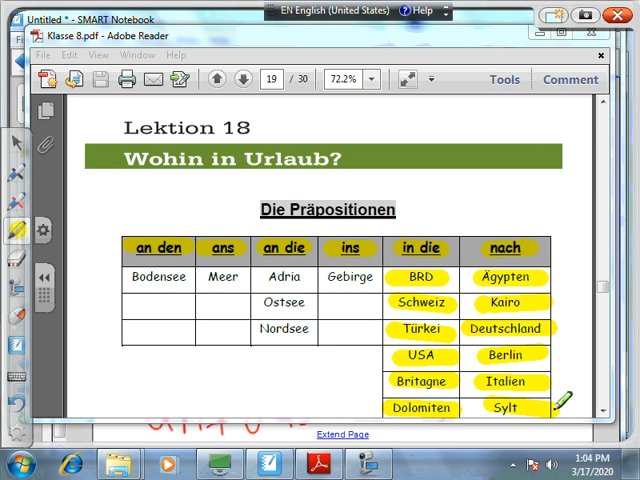 Untitled * - SMART Notebook
EN English (United States) Help
Klasse 8.pdf - Adobe Reader
File Edit View Document Tools Window Help
19 / 30 72.2% Tools Comment
Lektion 18
Wohin in Urlaub?
Die Präpositionen
an den ans an die ins in die nach
Bodensee Meer Adria Gebirge BRD Ägypten
Ostsee Schweiz Kairo
Nordsee Türkei Deutschland
USA Berlin
Britagne Italien
Dolomiten Sylt
Extend Page
1:04 PM
3/17/2020